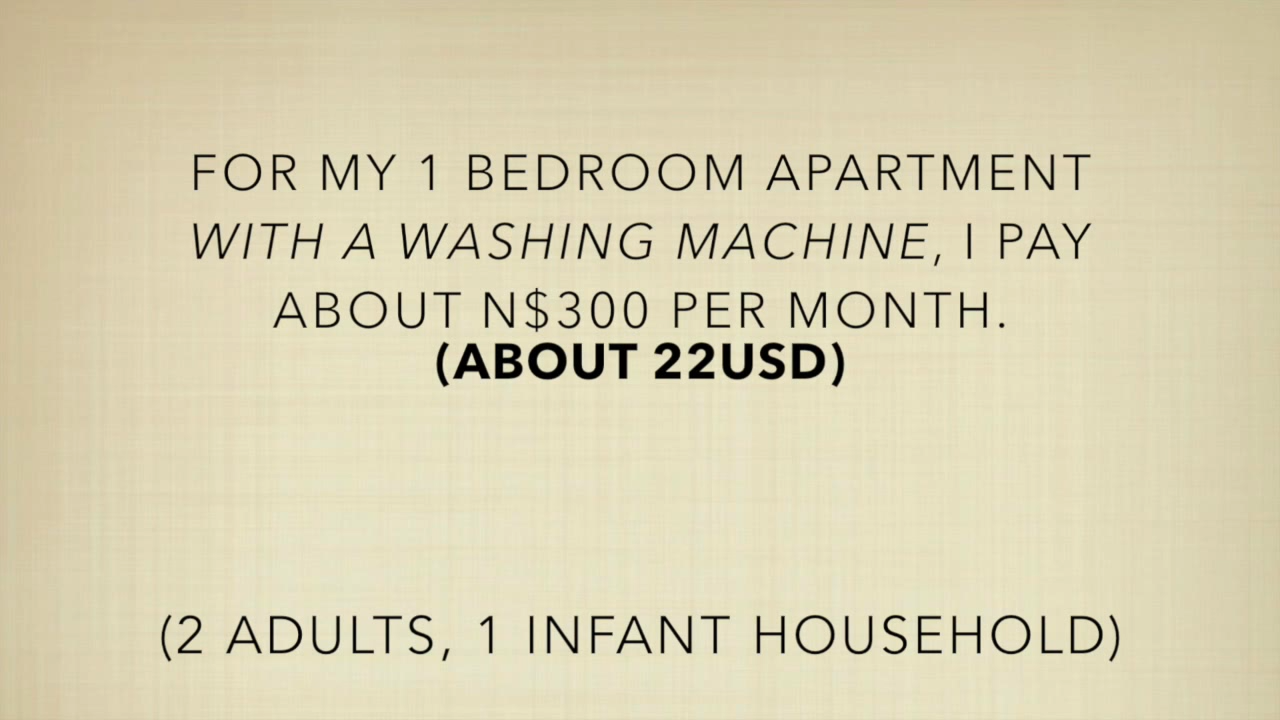 FOR MY 1 BEDROOM APARTMENT
WITH A WASHING MACHINE, I PAY
ABOUT N$300 PER MONTH.
(ABOUT 22USD)
(2 ADULTS, 1 INFANT HOUSEHOLD)